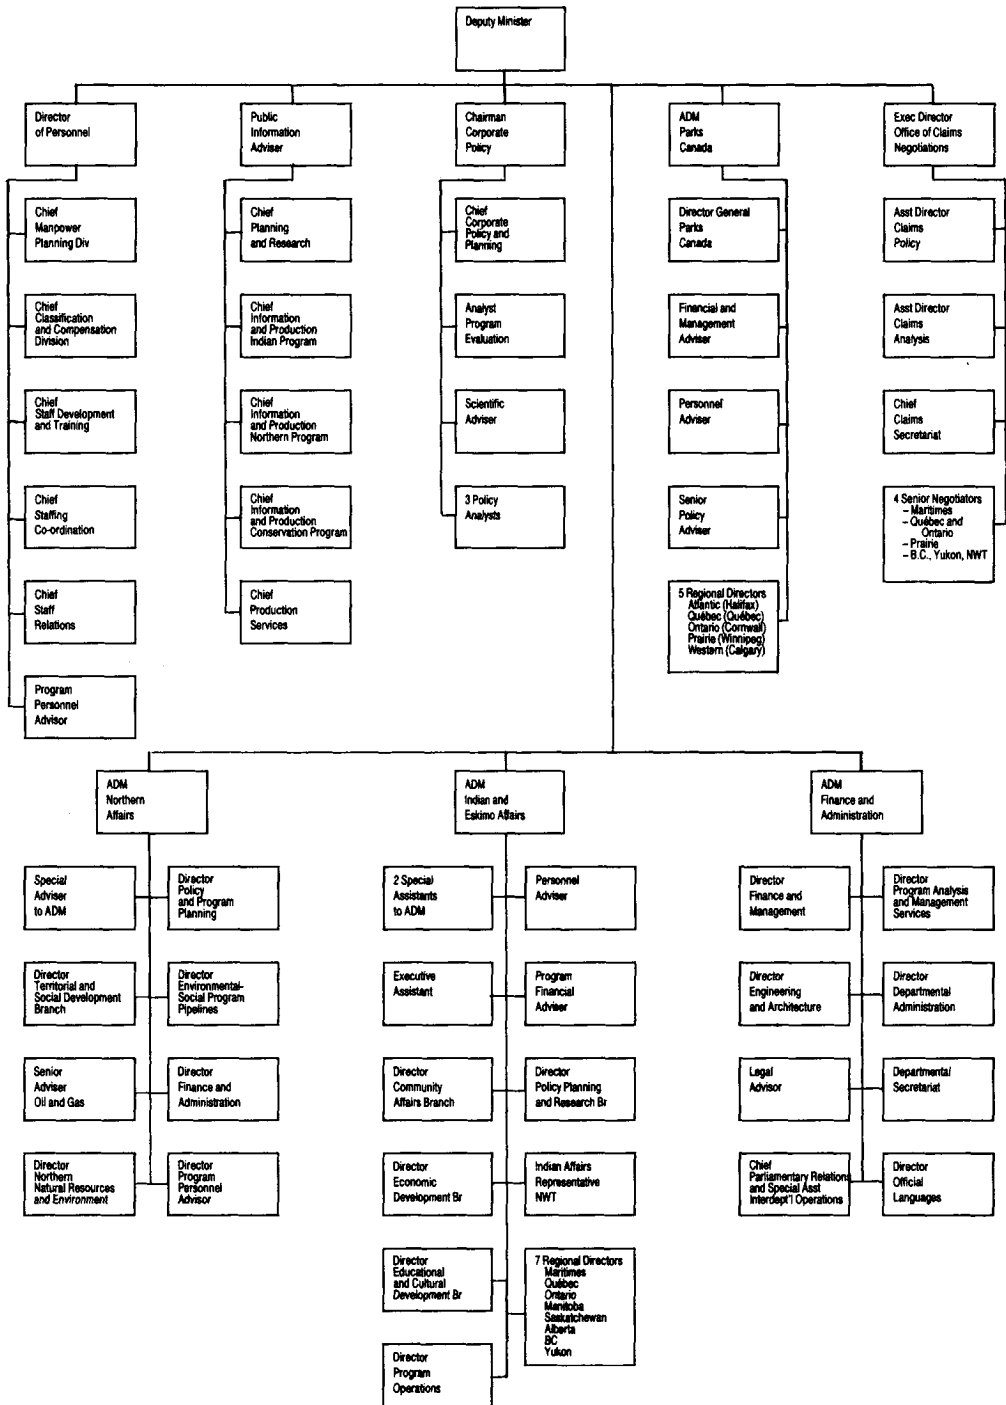 Deputy Minister
Director
of Personnel
Public
Information
Adviser
Chairman
Corporate
Policy
ADM
Parks
Canada
Exec Director
Office of Claims
Negotiations
Chief
Manpower
Planning Div
Chief
Classification
and Compensation
Division
Chief
Staff Development
and Training
Chief
Staffing
Co-ordination
Chief
Staff
Relations
Program
Personnel
Advisor
Chief
Planning
and Research
Chief
Information
and Production
Indian Program
Chief
Information
and Production
Northern Program
Chief
Information
and Production
Conservation Program
Chief
Production
Services
Chief
Corporate
Policy and
Planning
Analyst
Program
Evaluation
Scientific
Adviser
3 Policy
Analysts
Director General
Parks
Canada
Financial and
Management
Adviser
Personnel
Adviser
Senior
Policy
Adviser
5 Regional Directors
Atlantic (Halifax)
Québec (Québec)
Ontario (Cornwall)
Prairie (Winnipeg)
Western (Calgary)
Asst Director
Claims
Policy
Asst Director
Claims
Analysis
Chief
Claims
Secretariat
4 Senior Negotiators
– Maritimes
– Québec and
Ontario
– Prairie
– B.C., Yukon, NWT
ADM
Northern
Affairs
ADM
Indian and
Eskimo Affairs
ADM
Finance and
Administration
Special
Adviser
to ADM
Director
Policy
and Program
Planning
Director
Territorial and
Social Development
Branch
Director
Environmental-
Social Program
Pipelines
Senior
Adviser
Oil and Gas
Director
Finance and
Administration
Director
Northern
Natural Resources
and Environment
Director
Program
Personnel
Advisor
2 Special
Assistants
to ADM
Personnel
Adviser
Executive
Assistant
Program
Financial
Adviser
Director
Community
Affairs Branch
Director
Policy Planning
and Research Br
Director
Economic
Development Br
Indian Affairs
Representative
NWT
Director
Educational
and Cultural
Development Br
7 Regional Directors
Maritimes
Québec
Ontario
Manitoba
Saskatchewan
Alberta
BC
Yukon
Director
Program
Operations
Director
Finance and
Management
Director
Program Analysis
and Management
Services
Director
Engineering
and Architecture
Director
Departmental
Administration
Legal
Advisor
Departmental
Secretariat
Chief
Parliamentary Relations
and Special Asst
Interdept'l Operations
Director
Official
Languages